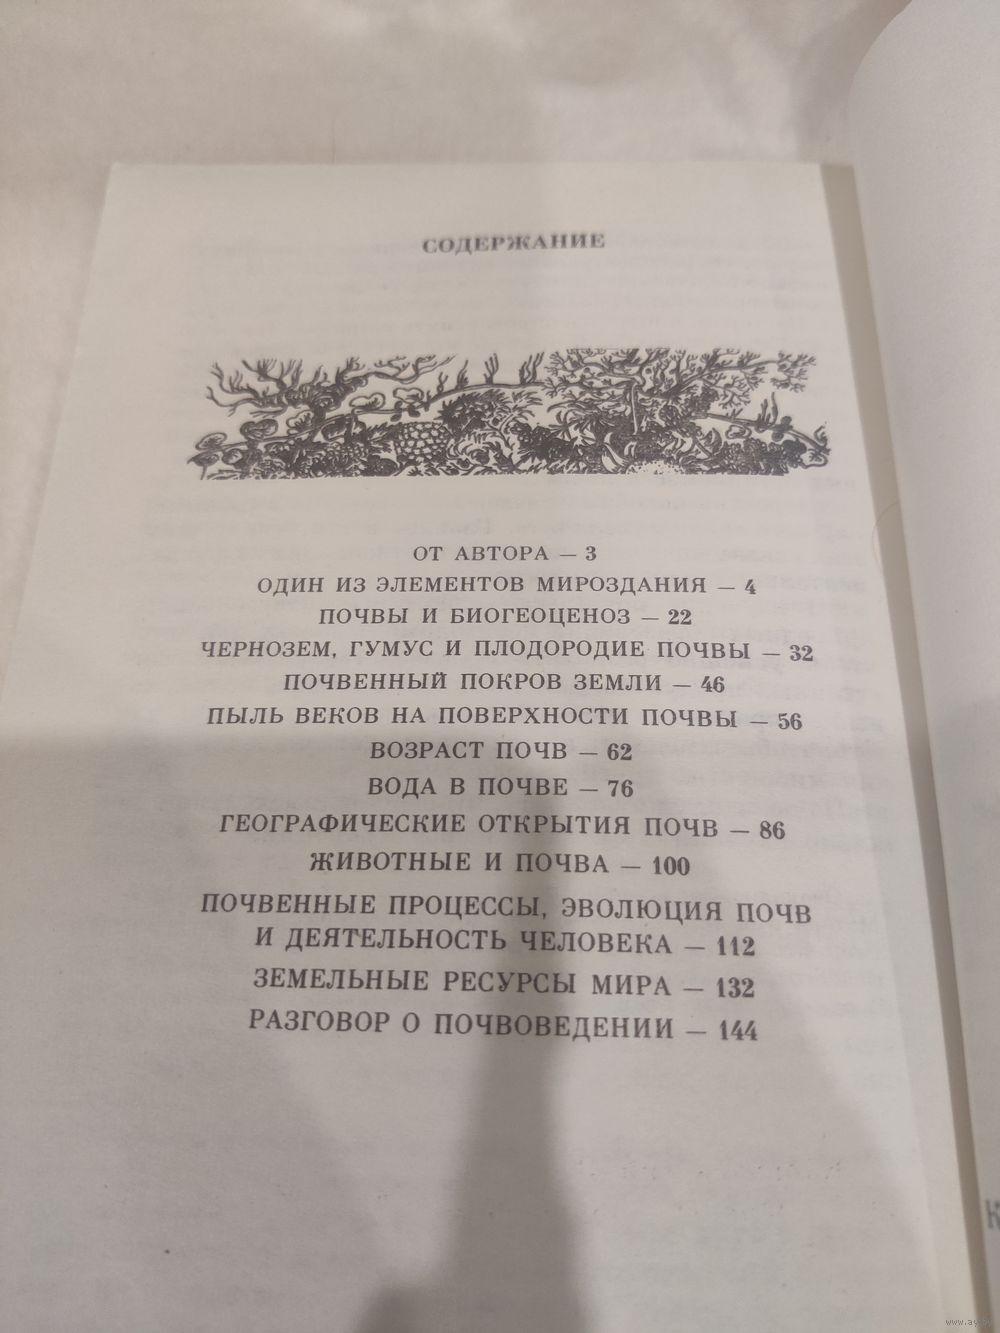 СОДЕРЖАНИЕ
ОТ АВТОРА — 3
ОДИН ИЗ ЭЛЕМЕНТОВ МИРОЗДАНИЯ — 4
ПОЧВЫ И БИОГЕОЦЕНОЗ — 22
ЧЕРНОЗЕМ, ГУМУС И ПЛОДОРОДИЕ ПОЧВЫ — 32
ПОЧВЕННЫЙ ПОКРОВ ЗЕМЛИ — 46
ПЫЛЬ ВЕКОВ НА ПОВЕРХНОСТИ ПОЧВЫ — 56
ВОЗРАСТ ПОЧВ — 62
ВОДА В ПОЧВЕ — 76
ГЕОГРАФИЧЕСКИЕ ОТКРЫТИЯ ПОЧВ — 86
ЖИВОТНЫЕ И ПОЧВА — 100
ПОЧВЕННЫЕ ПРОЦЕССЫ, ЭВОЛЮЦИЯ ПОЧВ
И ДЕЯТЕЛЬНОСТЬ ЧЕЛОВЕКА — 112
ЗЕМЕЛЬНЫЕ РЕСУРСЫ МИРА — 132
РАЗГОВОР О ПОЧВОВЕДЕНИИ — 144